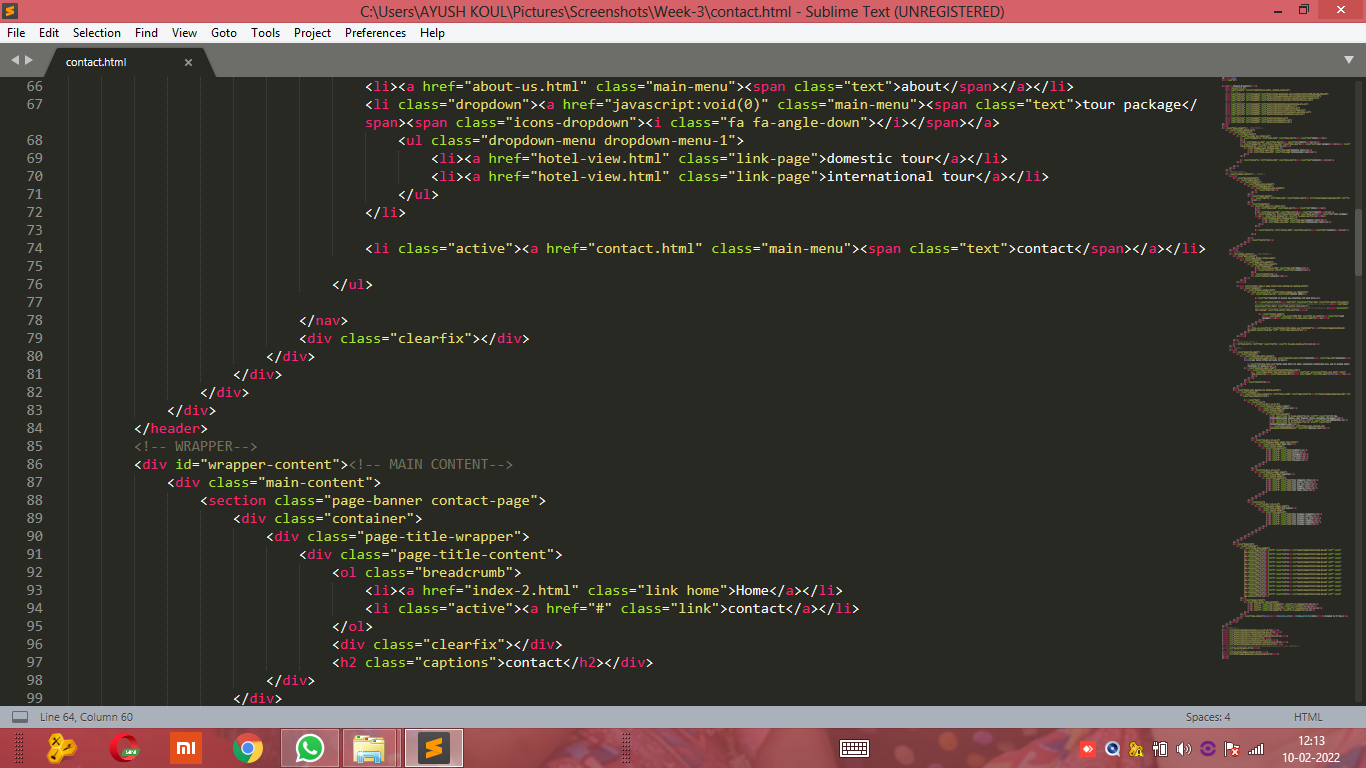 C:\Users\AYUSH KOUL\Pictures\Screenshots\Week-3\contact.html - Sublime Text (UNREGISTERED)
File Edit Selection Find View Goto Tools Project Preferences Help
contact.html
66 <li><a href="about-us.html" class="main-menu"><span class="text">about</span></a></li>
67 <li class="dropdown"><a href="javascript:void(0)" class="main-menu"><span class="text">tour package</
span><span class="icons-dropdown"><i class="fa fa-angle-down"></i></span></a>
68 <ul class="dropdown-menu dropdown-menu-1">
69 <li><a href="hotel-view.html" class="link-page">domestic tour</a></li>
70 <li><a href="hotel-view.html" class="link-page">international tour</a></li>
71 </ul>
72 </li>
73
74 <li class="active"><a href="contact.html" class="main-menu"><span class="text">contact</span></a></li>
75
76 </ul>
77
78 </nav>
79 <div class="clearfix"></div>
80 </div>
81 </div>
82 </div>
83 </div>
84 </header>
85 <!-- WRAPPER-->
86 <div id="wrapper-content"><!-- MAIN CONTENT-->
87 <div class="main-content">
88 <section class="page-banner contact-page">
89 <div class="container">
90 <div class="page-title-wrapper">
91 <div class="page-title-content">
92 <ol class="breadcrumb">
93 <li><a href="index-2.html" class="link home">Home</a></li>
94 <li class="active"><a href="#" class="link">contact</a></li>
95 </ol>
96 <div class="clearfix"></div>
97 <h2 class="captions">contact</h2></div>
98 </div>
99 </div>
Line 64, Column 60 Spaces: 4 HTML
mi
12:13
10-02-2022